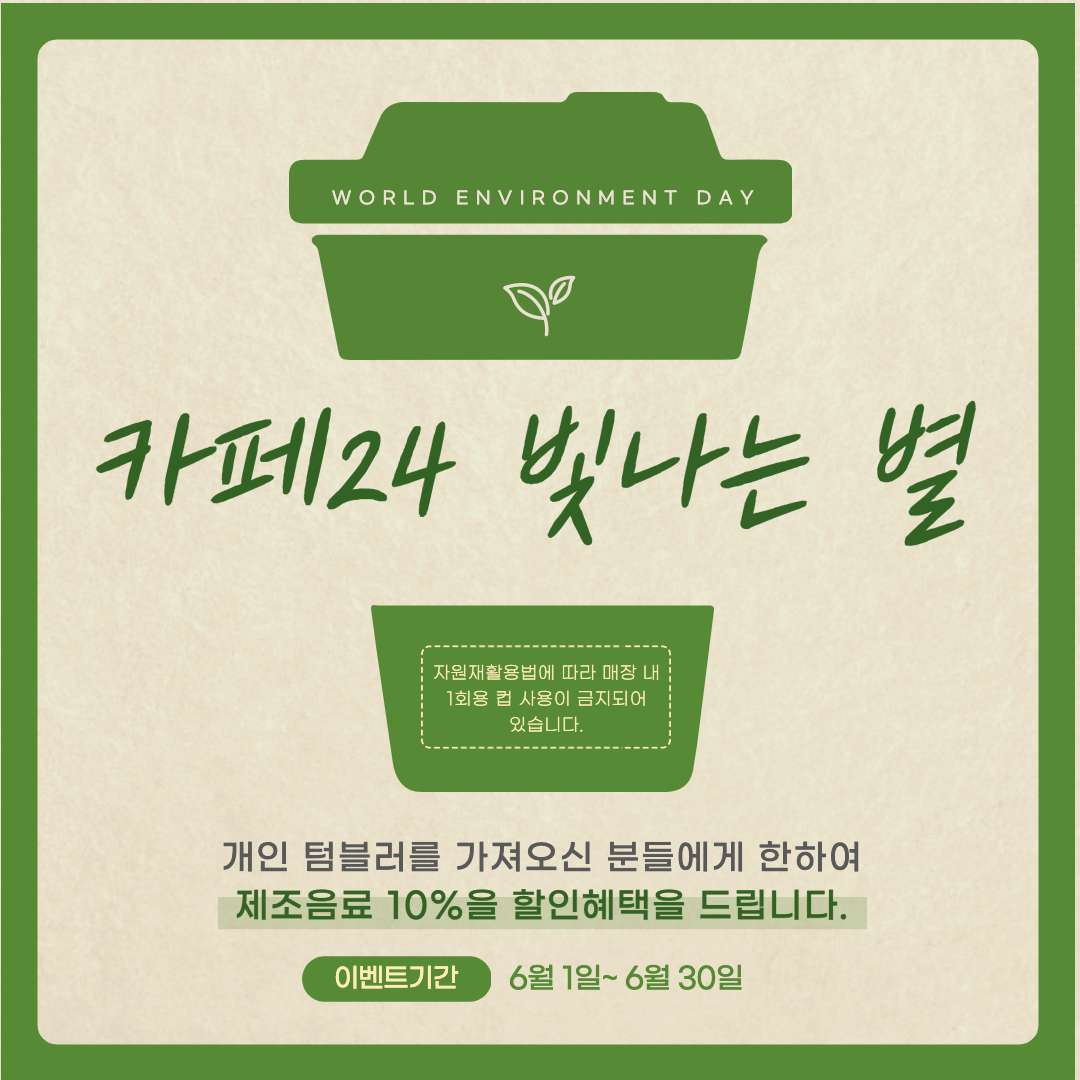 WORLD ENVIRONMENT DAY
카페24 빛나는 별
자원재활용법에 따라 매장 내
1회용 컵 사용이 금지되어
있습니다.
개인 텀블러를 가져오신 분들에게 한하여
제조음료 10%을 할인혜택을 드립니다.
이벤트기간 6월 1일~ 6월 30일